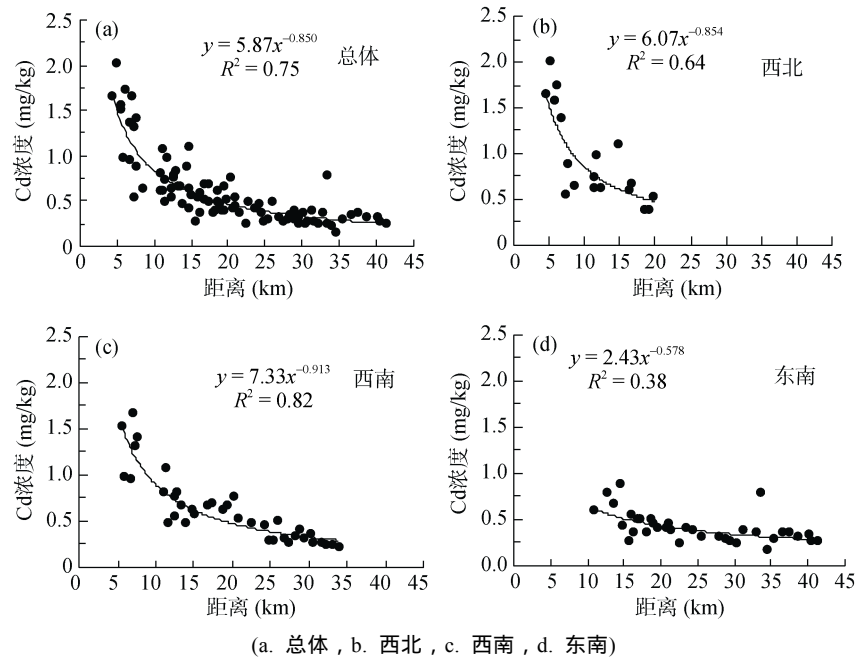 (a)
y = 5.87x^−0.850
R² = 0.75
总体
Cd浓度 (mg/kg)
2.5
2.0
1.5
1.0
0.5
0
0 5 10 15 20 25 30 35 40 45
距离 (km)
(b)
y = 6.07x^−0.854
R² = 0.64
西北
Cd浓度 (mg/kg)
2.5
2.0
1.5
1.0
0.5
0
0 5 10 15 20 25 30 35 40 45
距离 (km)
(c)
y = 7.33x^−0.913
R² = 0.82
西南
Cd浓度 (mg/kg)
2.5
2.0
1.5
1.0
0.5
0
0 5 10 15 20 25 30 35 40 45
距离 (km)
(d)
y = 2.43x^−0.578
R² = 0.38
东南
Cd浓度 (mg/kg)
2.5
2.0
1.5
1.0
0.5
0.0
0 5 10 15 20 25 30 35 40 45
距离 (km)
(a. 总体，b. 西北，c. 西南，d. 东南)